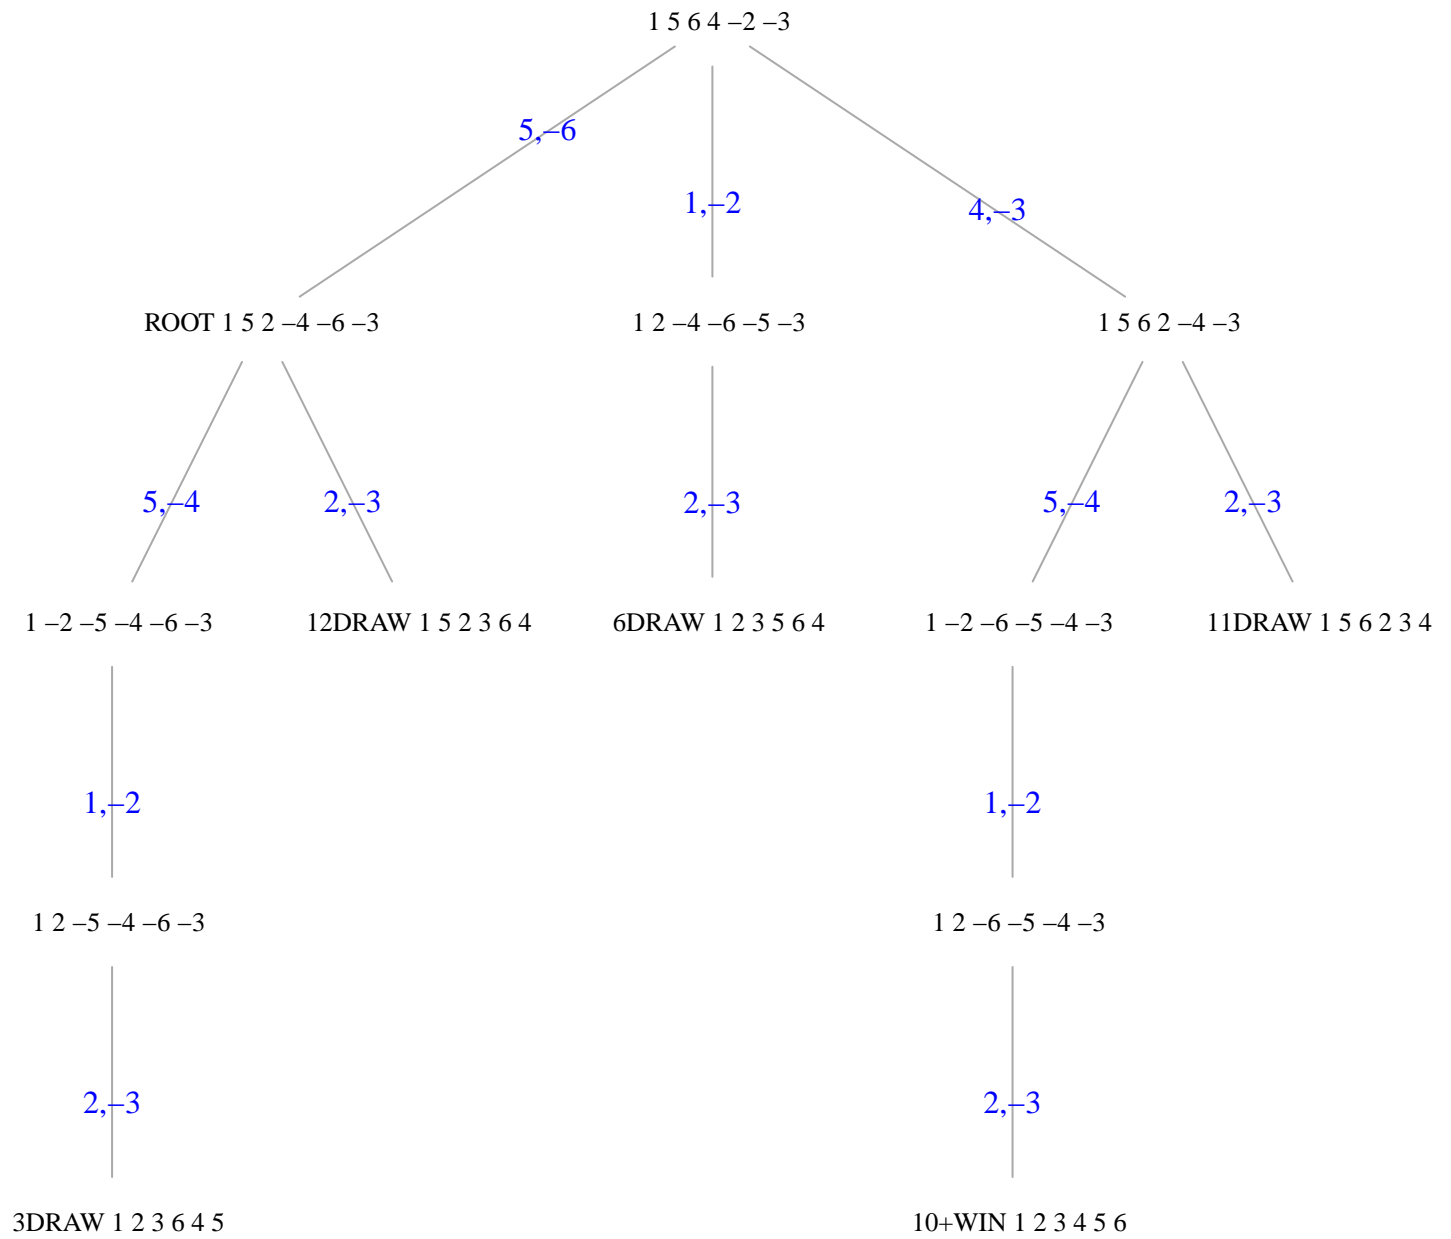 1 5 6 4 –2 –3
5,–6
1,–2
4,–3
ROOT 1 5 2 –4 –6 –3
1 2 –4 –6 –5 –3
1 5 6 2 –4 –3
5,–4
2,–3
2,–3
5,–4
2,–3
1 –2 –5 –4 –6 –3
12DRAW 1 5 2 3 6 4
6DRAW 1 2 3 5 6 4
1 –2 –6 –5 –4 –3
11DRAW 1 5 6 2 3 4
1,–2
1,–2
1 2 –5 –4 –6 –3
1 2 –6 –5 –4 –3
2,–3
2,–3
3DRAW 1 2 3 6 4 5
10+WIN 1 2 3 4 5 6